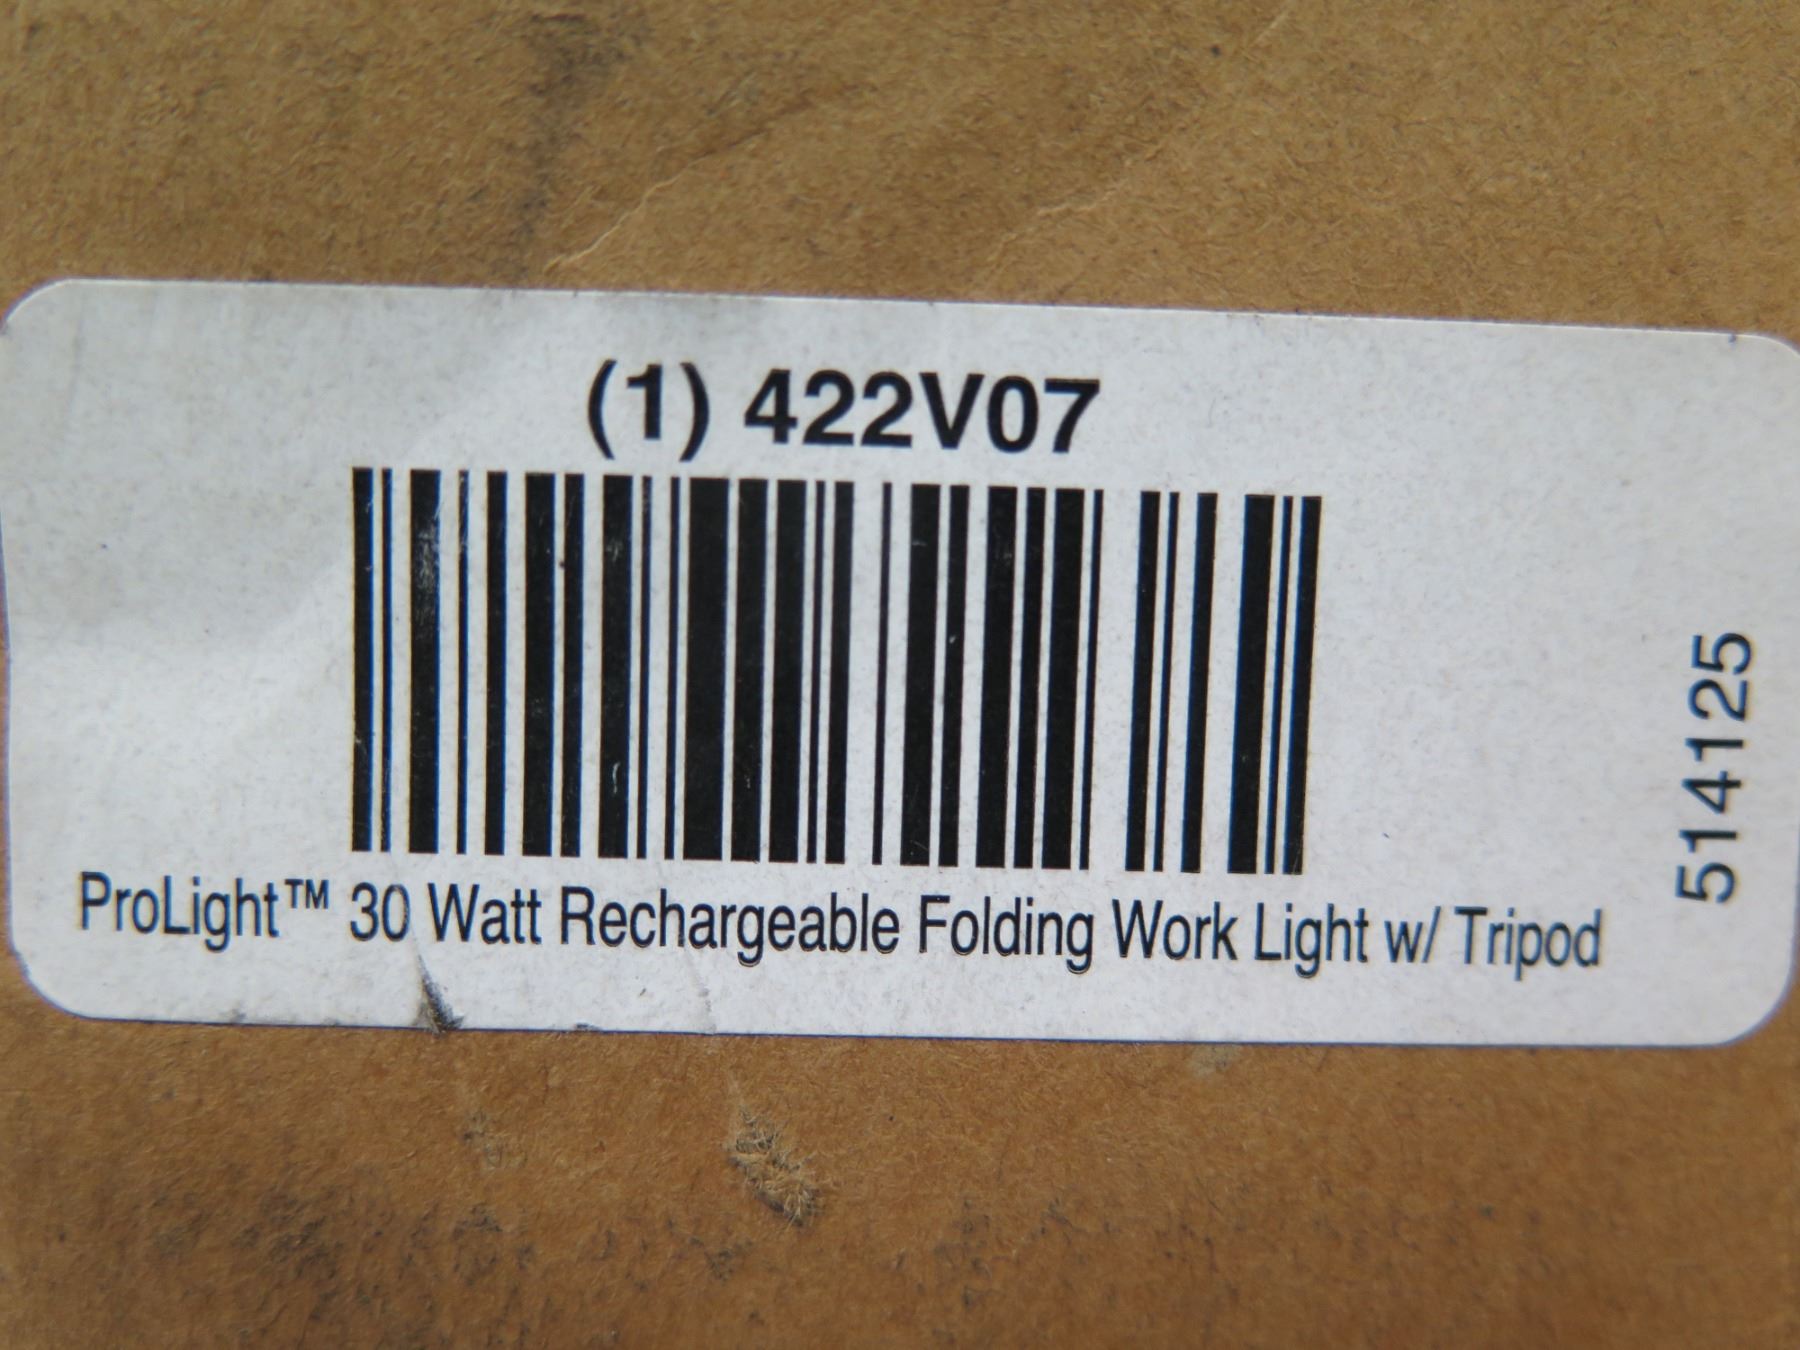 (1) 422V07
ProLight™ 30 Watt Rechargeable Folding Work Light w/ Tripod
514125